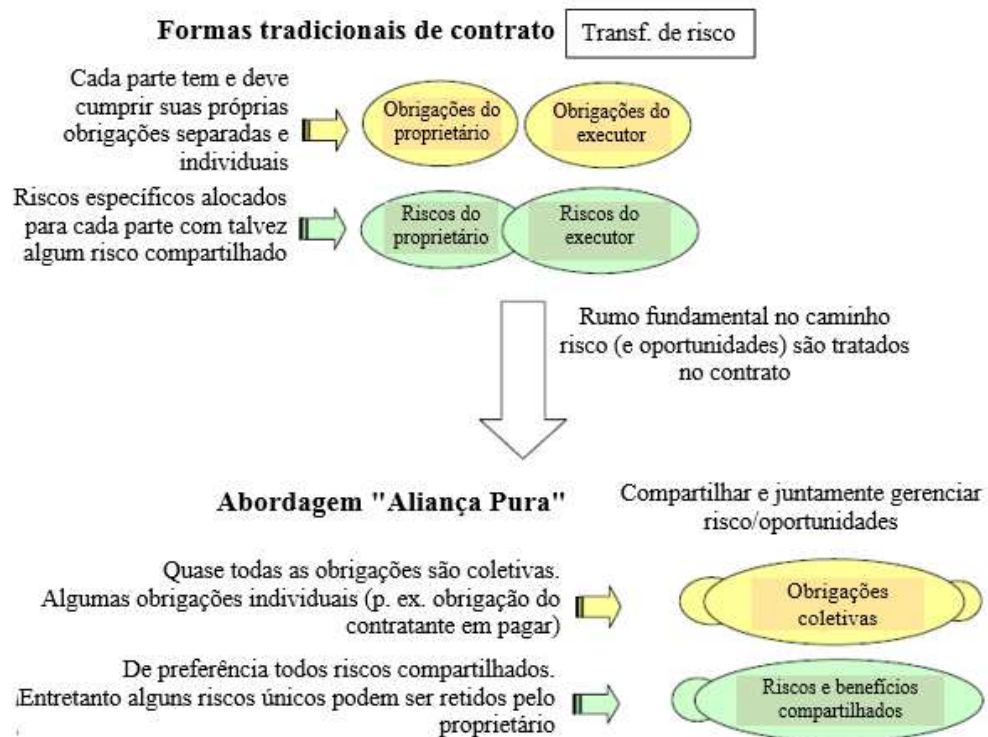 Formas tradicionais de contrato
Transf. de risco
Cada parte tem e deve
cumprir suas próprias
obrigações separadas e
individuais
Obrigações do
proprietário
Obrigações do
executor
Riscos específicos alocados
para cada parte com talvez
algum risco compartilhado
Riscos do
proprietário
Riscos do
executor
Rumo fundamental no caminho
risco (e oportunidades) são tratados
no contrato
Abordagem "Aliança Pura"
Compartilhar e juntamente gerenciar
risco/oportunidades
Quase todas as obrigações são coletivas.
Algumas obrigações individuais (p. ex. obrigação do
contratante em pagar)
Obrigações
coletivas
De preferência todos riscos compartilhados.
Entretanto alguns riscos únicos podem ser retidos pelo
proprietário
Riscos e benefícios
compartilhados